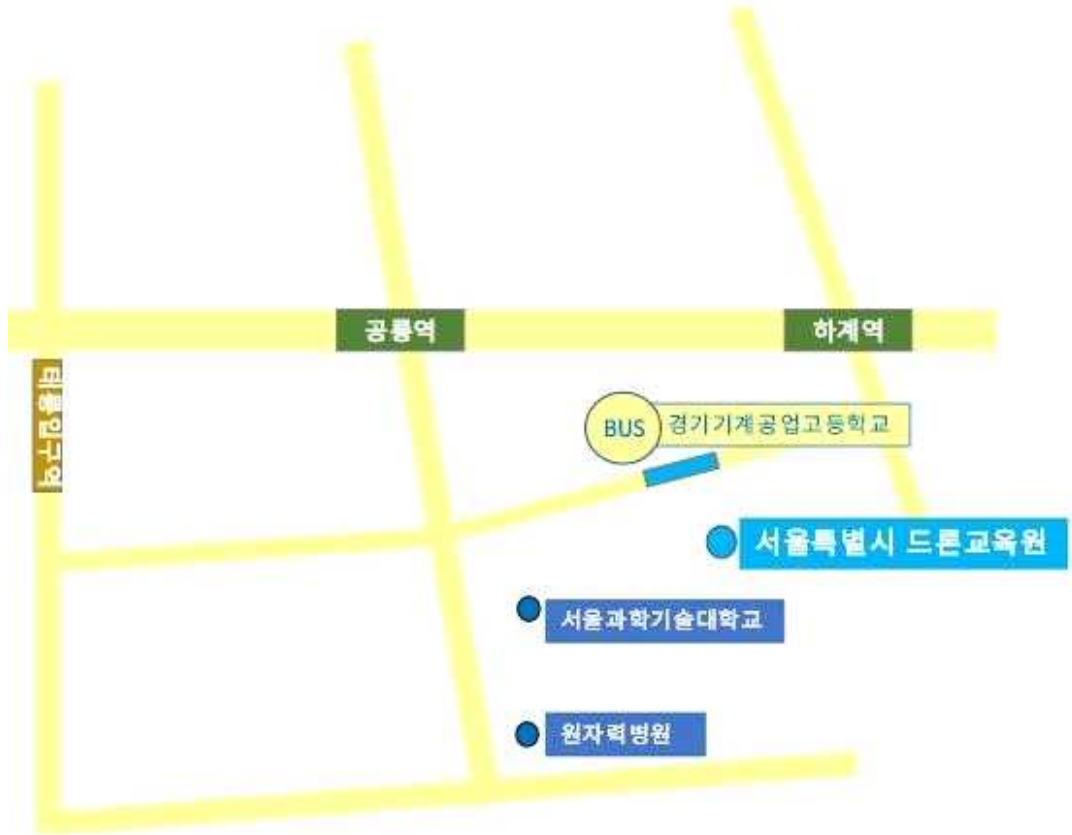 공릉역
하계역
태릉입구역
BUS
경기기계공업고등학교
서울특별시 드론교육원
서울과학기술대학교
원자력병원